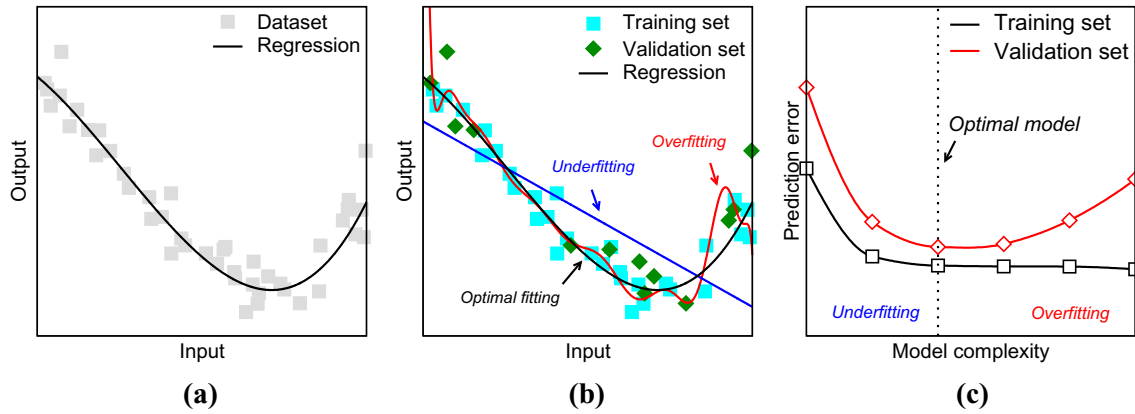 Dataset
Regression
Output
Input
(a)
Training set
Validation set
Regression
Overfitting
Underfitting
Optimal fitting
Output
Input
(b)
Training set
Validation set
Optimal model
Prediction error
Underfitting
Overfitting
Model complexity
(c)